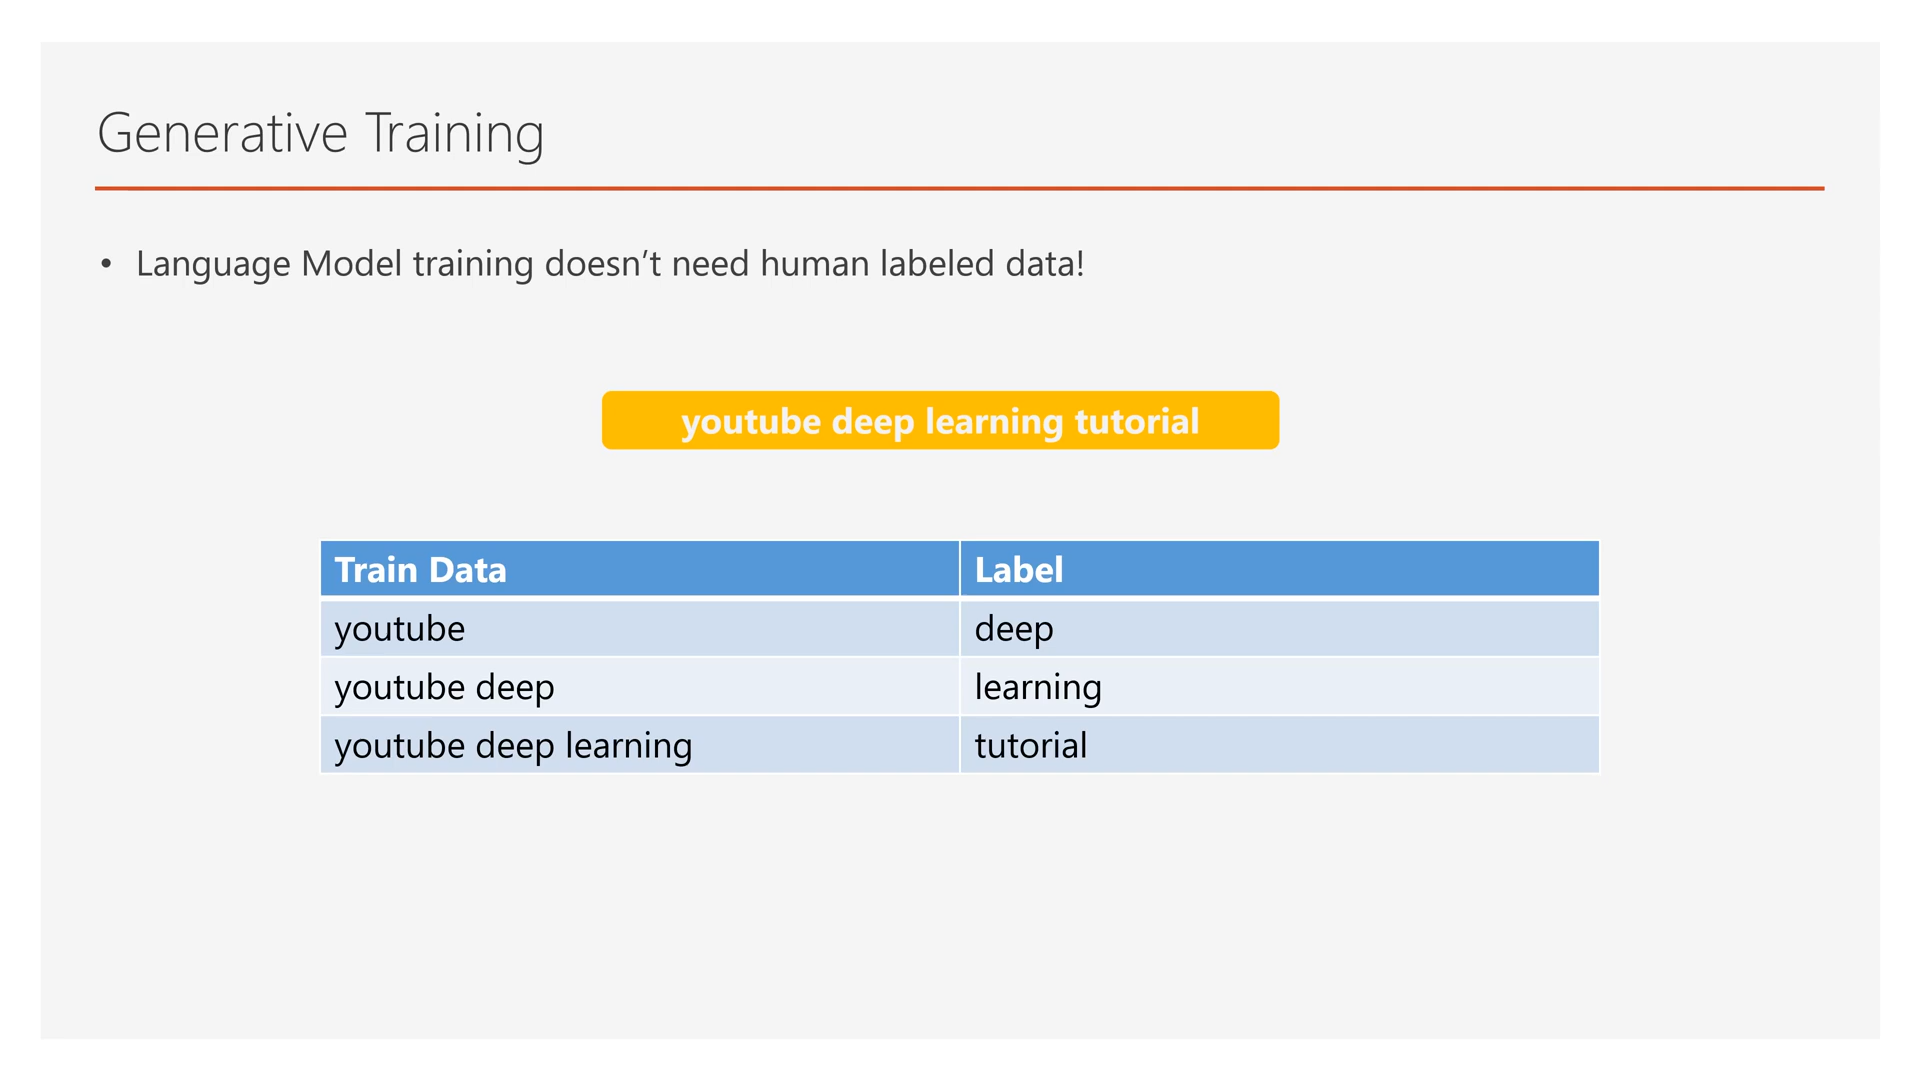 Generative Training
• Language Model training doesn’t need human labeled data!
youtube deep learning tutorial
Train Data Label
youtube deep
youtube deep learning
youtube deep learning tutorial